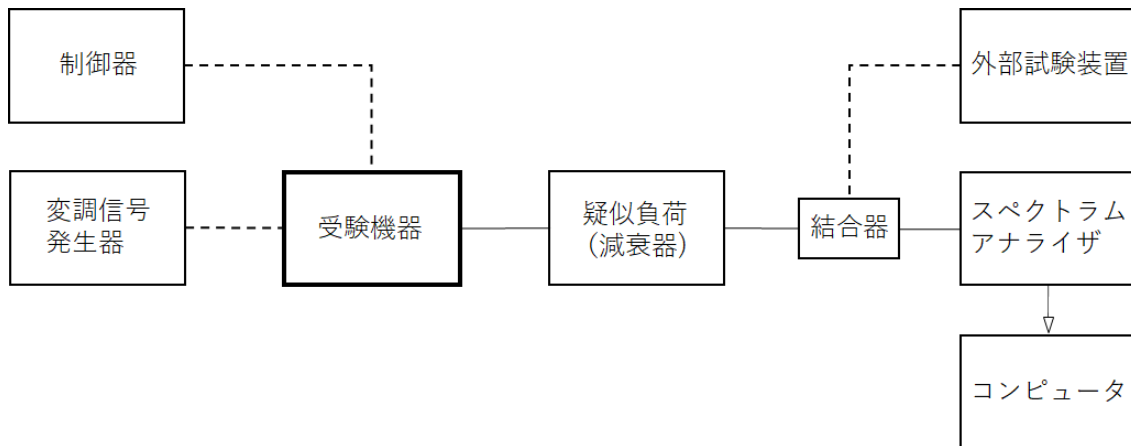 制御器
外部試験装置
変調信号
発生器
受験機器
疑似負荷
(減衰器)
結合器
スペクトラム
アナライザ
コンピュータ